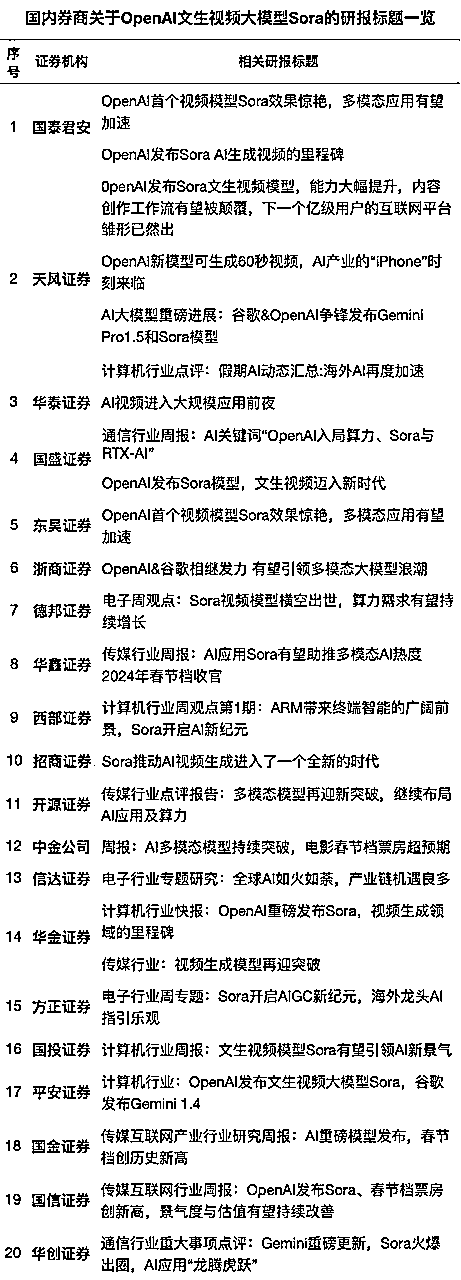 国内券商关于OpenAI文生视频大模型Sora的研报标题一览
序号 证券机构 相关研报标题
OpenAI首个视频模型Sora效果惊艳，多模态应用有望
1 国泰君安 加速
OpenAI发布Sora AI生成视频的里程碑
0penAI发布Sora文生视频模型，能力大幅提升，内容
创作工作流有望被颠覆，下一个亿级用户的互联网平台
雏形已然出
OpenAI新模型可生成60秒视频，AI产业的“iPhone”时
2 天风证券 刻来临
AI大模型重磅进展：谷歌&OpenAI争锋发布Gemini
Pro1.5和Sora模型
计算机行业点评：假期AI动态汇总:海外AI再度加速
3 华泰证券 AI视频进入大规模应用前夜
通信行业周报：AI关键词“OpenAI入局算力、Sora与
4 国盛证券 RTX-AI”
OpenAI发布Sora模型，文生视频迈入新时代
5 东吴证券 OpenAI首个视频模型Sora效果惊艳，多模态应用有望
加速
6 浙商证券 OpenAI&谷歌相继发力 有望引领多模态大模型浪潮
7 德邦证券 电子周观点：Sora视频模型横空出世，算力需求有望持
续增长
8 华鑫证券 传媒行业周报：AI应用Sora有望助推多模态AI热度
2024年春节档收官
9 西部证券 计算机行业周观点第1期：ARM带来终端智能的广阔前
景，Sora开启AI新纪元
10 招商证券 Sora推动AI视频生成进入了一个全新的时代
11 开源证券 传媒行业点评报告：多模态模型再迎新突破，继续布局
AI应用及算力
12 中金公司 周报：AI多模态模型持续突破，电影春节档票房超预期
13 信达证券 电子行业专题研究：全球AI如火如荼，产业链机遇良多
计算机行业快报：OpenAI重磅发布Sora，视频生成领
14 华金证券 域的里程碑
传媒行业：视频生成模型再迎突破
15 方正证券 电子行业周专题：Sora开启AIGC新纪元，海外龙头AI
指引乐观
16 国投证券 计算机行业周报：文生视频模型Sora有望引领AI新景气
17 平安证券 计算机行业：OpenAI发布文生视频大模型Sora，谷歌
发布Gemini 1.4
18 国金证券 传媒互联网产业行业研究周报：AI重磅模型发布，春节
档创历史新高
19 国信证券 传媒互联网行业周报：OpenAI发布Sora、春节档票房
创新高，景气度与估值有望持续改善
20 华创证券 通信行业重大事项点评：Gemini重磅更新，Sora火爆
出圈，AI应用“龙腾虎跃”